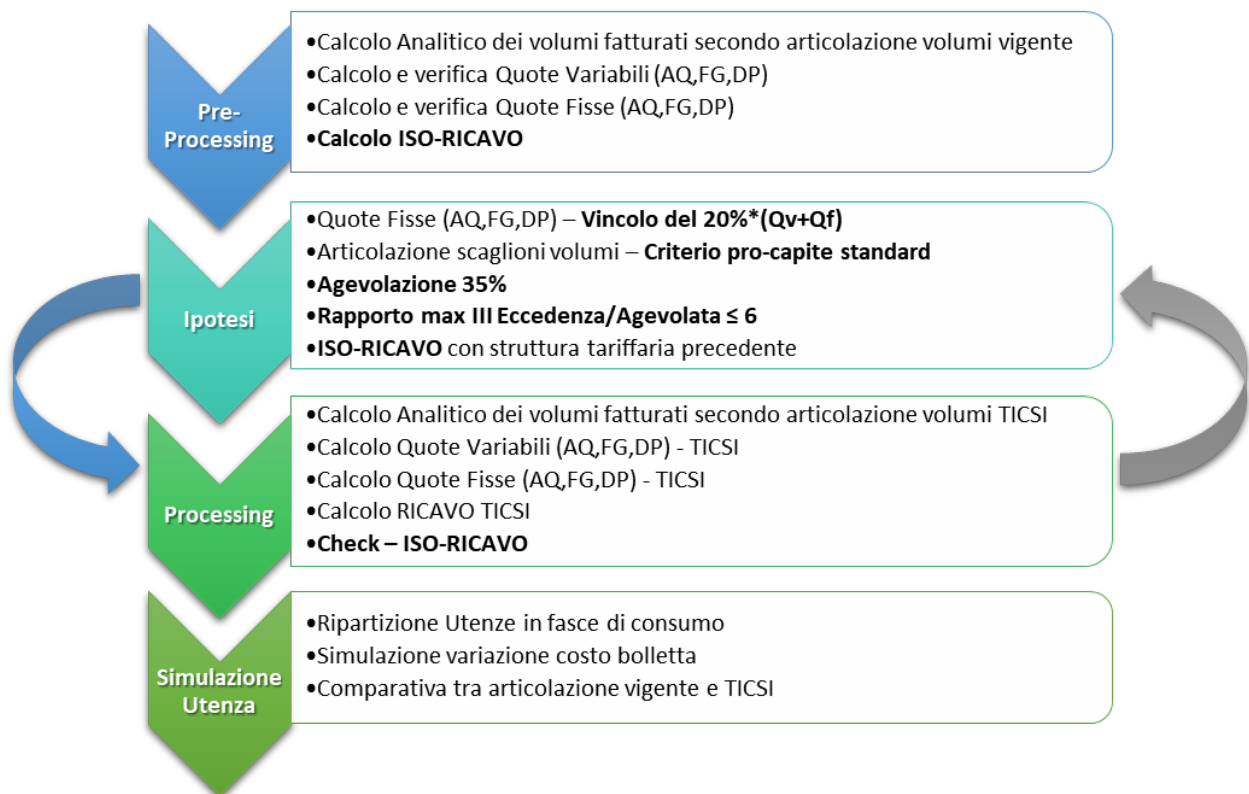 Pre-
Processing
•Calcolo Analitico dei volumi fatturati secondo articolazione volumi vigente
•Calcolo e verifica Quote Variabili (AQ,FG,DP)
•Calcolo e verifica Quote Fisse (AQ,FG,DP)
•Calcolo ISO-RICAVO
Ipotesi
•Quote Fisse (AQ,FG,DP) – Vincolo del 20%*(Qv+Qf)
•Articolazione scaglioni volumi – Criterio pro-capite standard
•Agevolazione 35%
•Rapporto max III Eccedenza/Agevolata ≤ 6
•ISO-RICAVO con struttura tariffaria precedente
Processing
•Calcolo Analitico dei volumi fatturati secondo articolazione volumi TICSI
•Calcolo Quote Variabili (AQ,FG,DP) - TICSI
•Calcolo Quote Fisse (AQ,FG,DP) - TICSI
•Calcolo RICAVO TICSI
•Check – ISO-RICAVO
Simulazione
Utenza
•Ripartizione Utenze in fasce di consumo
•Simulazione variazione costo bolletta
•Comparativa tra articolazione vigente e TICSI